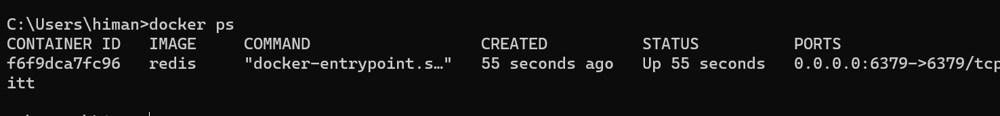 C:\Users\himan>docker ps
CONTAINER ID   IMAGE     COMMAND                  CREATED          STATUS          PORTS
f6f9dca7fc96   redis     "docker-entrypoint.s…"   55 seconds ago   Up 55 seconds   0.0.0.0:6379->6379/tcp
itt